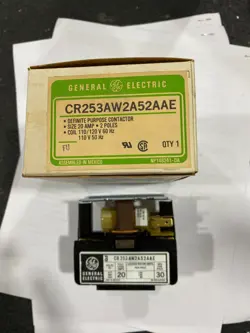 GENERAL ELECTRIC
CR253AW2A52AAE
• DEFINITE PURPOSE CONTACTOR
• SIZE 20 AMP • 2 POLES
• COIL 110/120 V 60 Hz
110 V 50 Hz
QTY 1
ASSEMBLED IN MEXICO
CR253AW2A52AAE
GENERAL
ELECTRIC
20
30